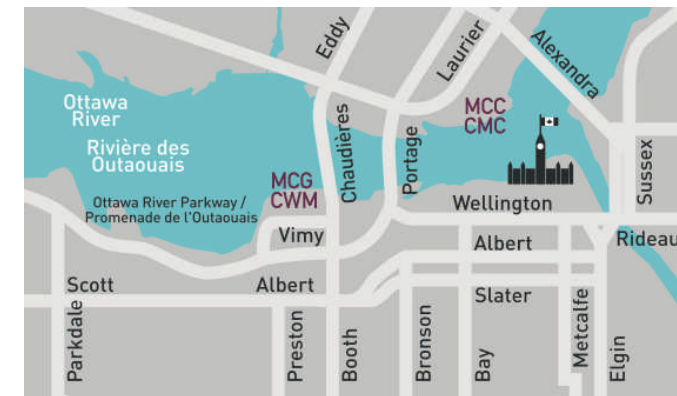 Eddy
Laurier
Alexandra
Ottawa
River
Rivière des
Outaouais
MCC
CMC
Chaudières
Portage
Sussex
MCG
CWM
Ottawa River Parkway /
Promenade de l'Outaouais
Wellington
Vimy
Albert
Rideau
Scott
Albert
Slater
Parkdale
Preston
Booth
Bronson
Bay
Metcalfe
Elgin